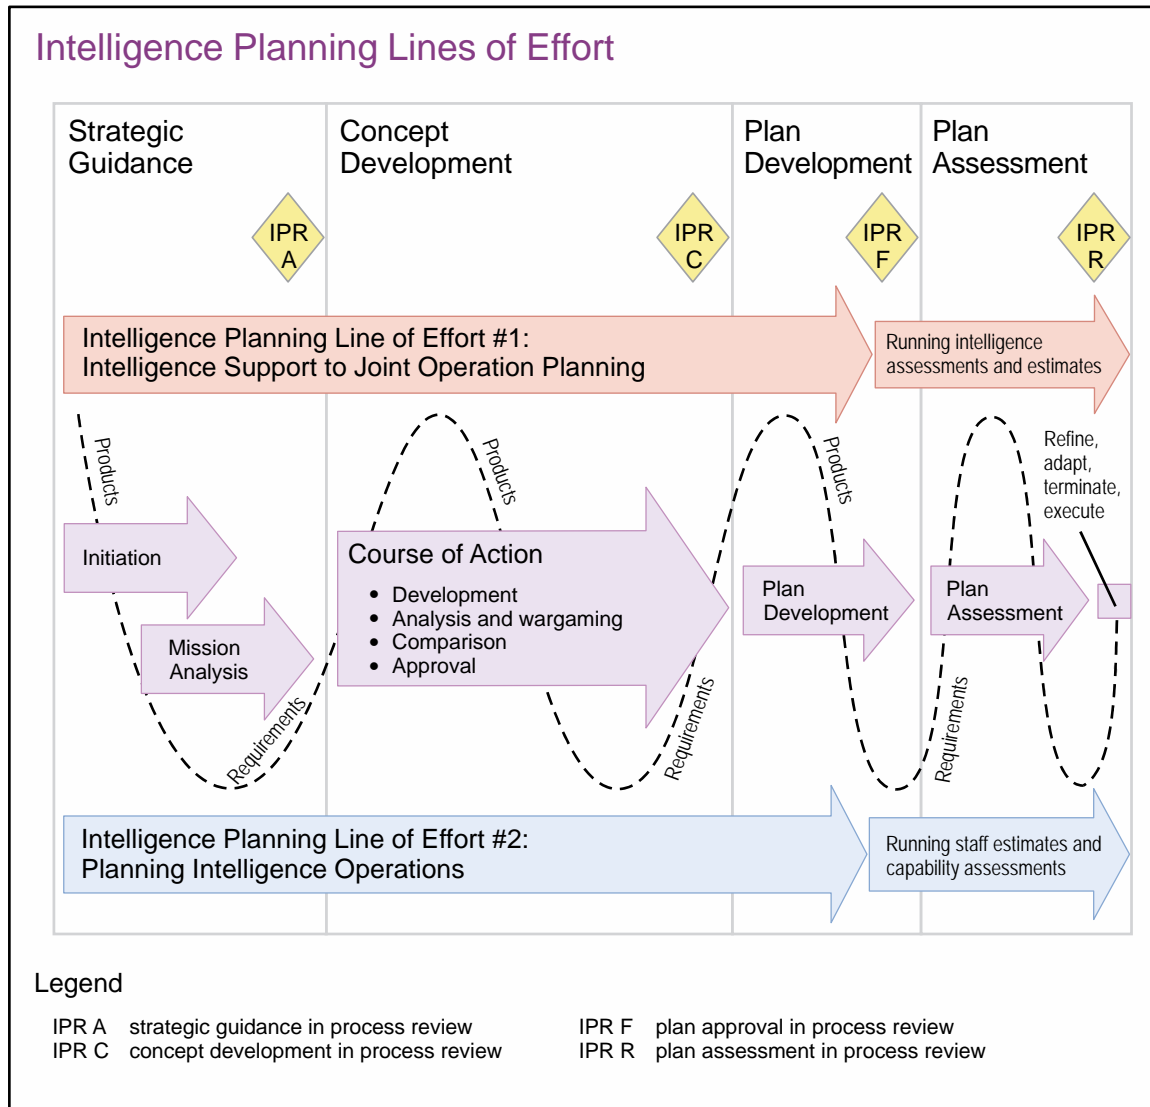 Intelligence Planning Lines of Effort
Strategic
Guidance
Concept
Development
Plan
Development
Plan
Assessment
IPR
A
IPR
C
IPR
F
IPR
R
Intelligence Planning Line of Effort #1:
Intelligence Support to Joint Operation Planning
Running intelligence
assessments and estimates
Products
Products
Products
Refine,
adapt,
terminate,
execute
Initiation
Mission
Analysis
Course of Action
• Development
• Analysis and wargaming
• Comparison
• Approval
Plan
Development
Plan
Assessment
Requirements
Requirements
Requirements
Intelligence Planning Line of Effort #2:
Planning Intelligence Operations
Running staff estimates and
capability assessments
Legend
IPR A strategic guidance in process review
IPR C concept development in process review
IPR F plan approval in process review
IPR R plan assessment in process review